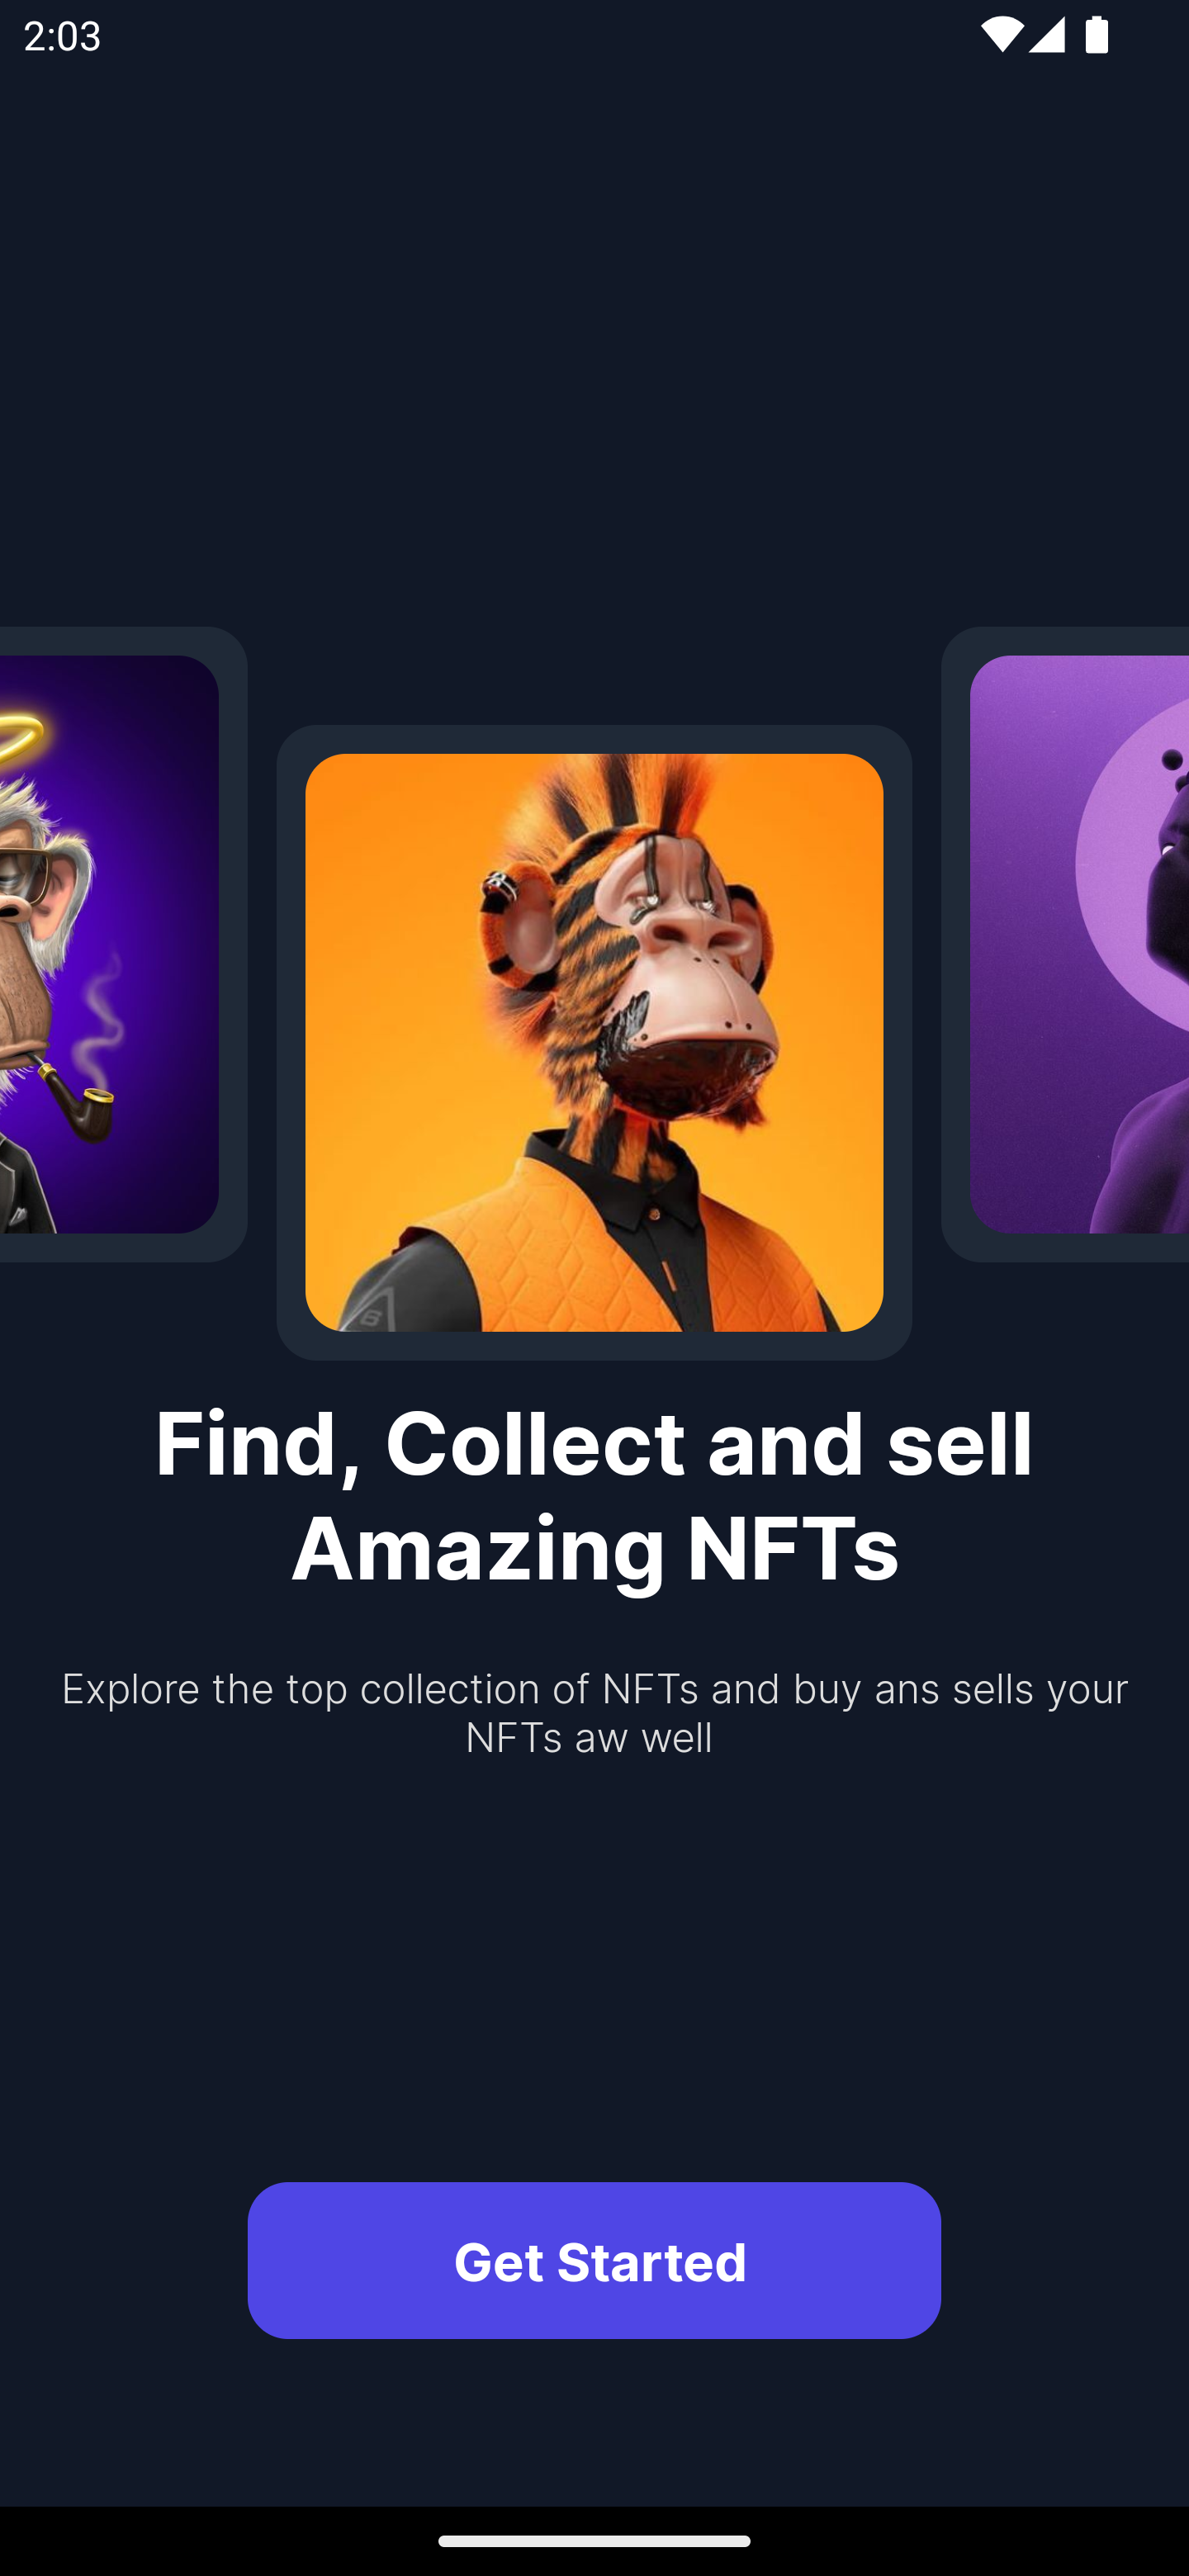 2:03
Find, Collect and sell
Amazing NFTs
Explore the top collection of NFTs and buy ans sells your
NFTs aw well
Get Started